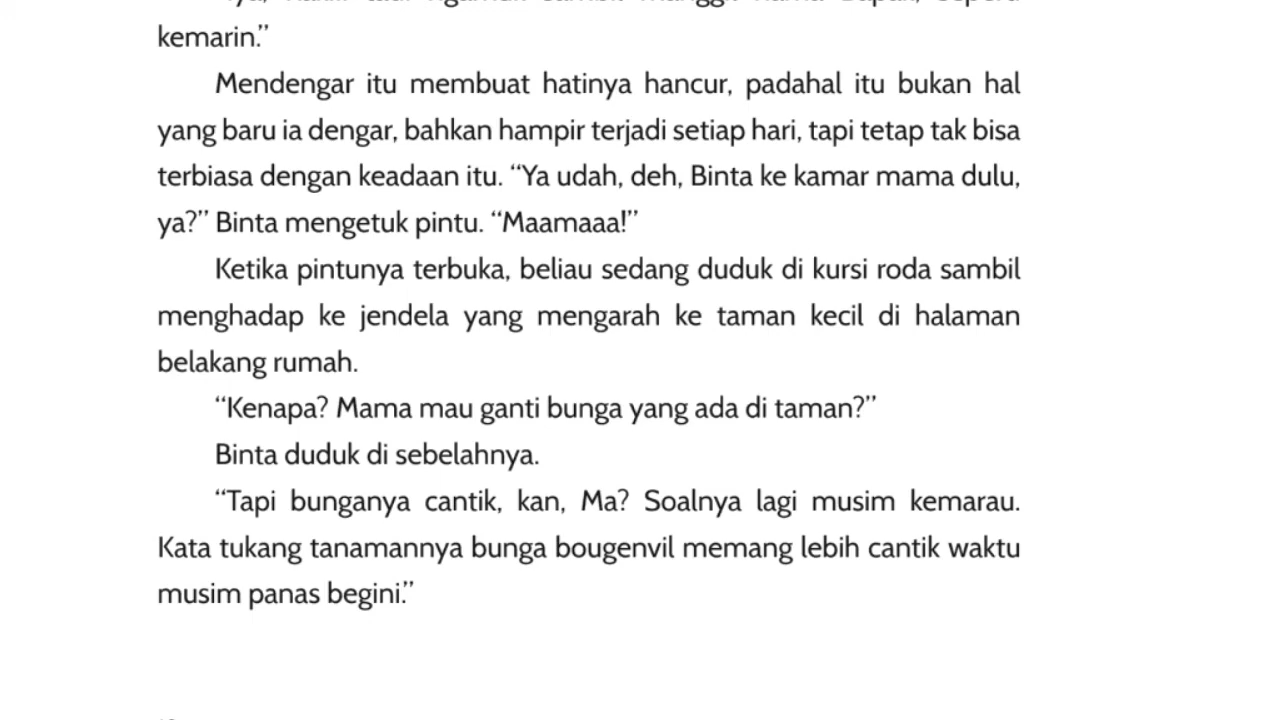 kemarin.”
Mendengar itu membuat hatinya hancur, padahal itu bukan hal
yang baru ia dengar, bahkan hampir terjadi setiap hari, tapi tetap tak bisa
terbiasa dengan keadaan itu. “Ya udah, deh, Binta ke kamar mama dulu,
ya?” Binta mengetuk pintu. “Maamaaa!”
Ketika pintunya terbuka, beliau sedang duduk di kursi roda sambil
menghadap ke jendela yang mengarah ke taman kecil di halaman
belakang rumah.
“Kenapa? Mama mau ganti bunga yang ada di taman?”
Binta duduk di sebelahnya.
“Tapi bunganya cantik, kan, Ma? Soalnya lagi musim kemarau.
Kata tukang tanamannya bunga bougenvil memang lebih cantik waktu
musim panas begini.”